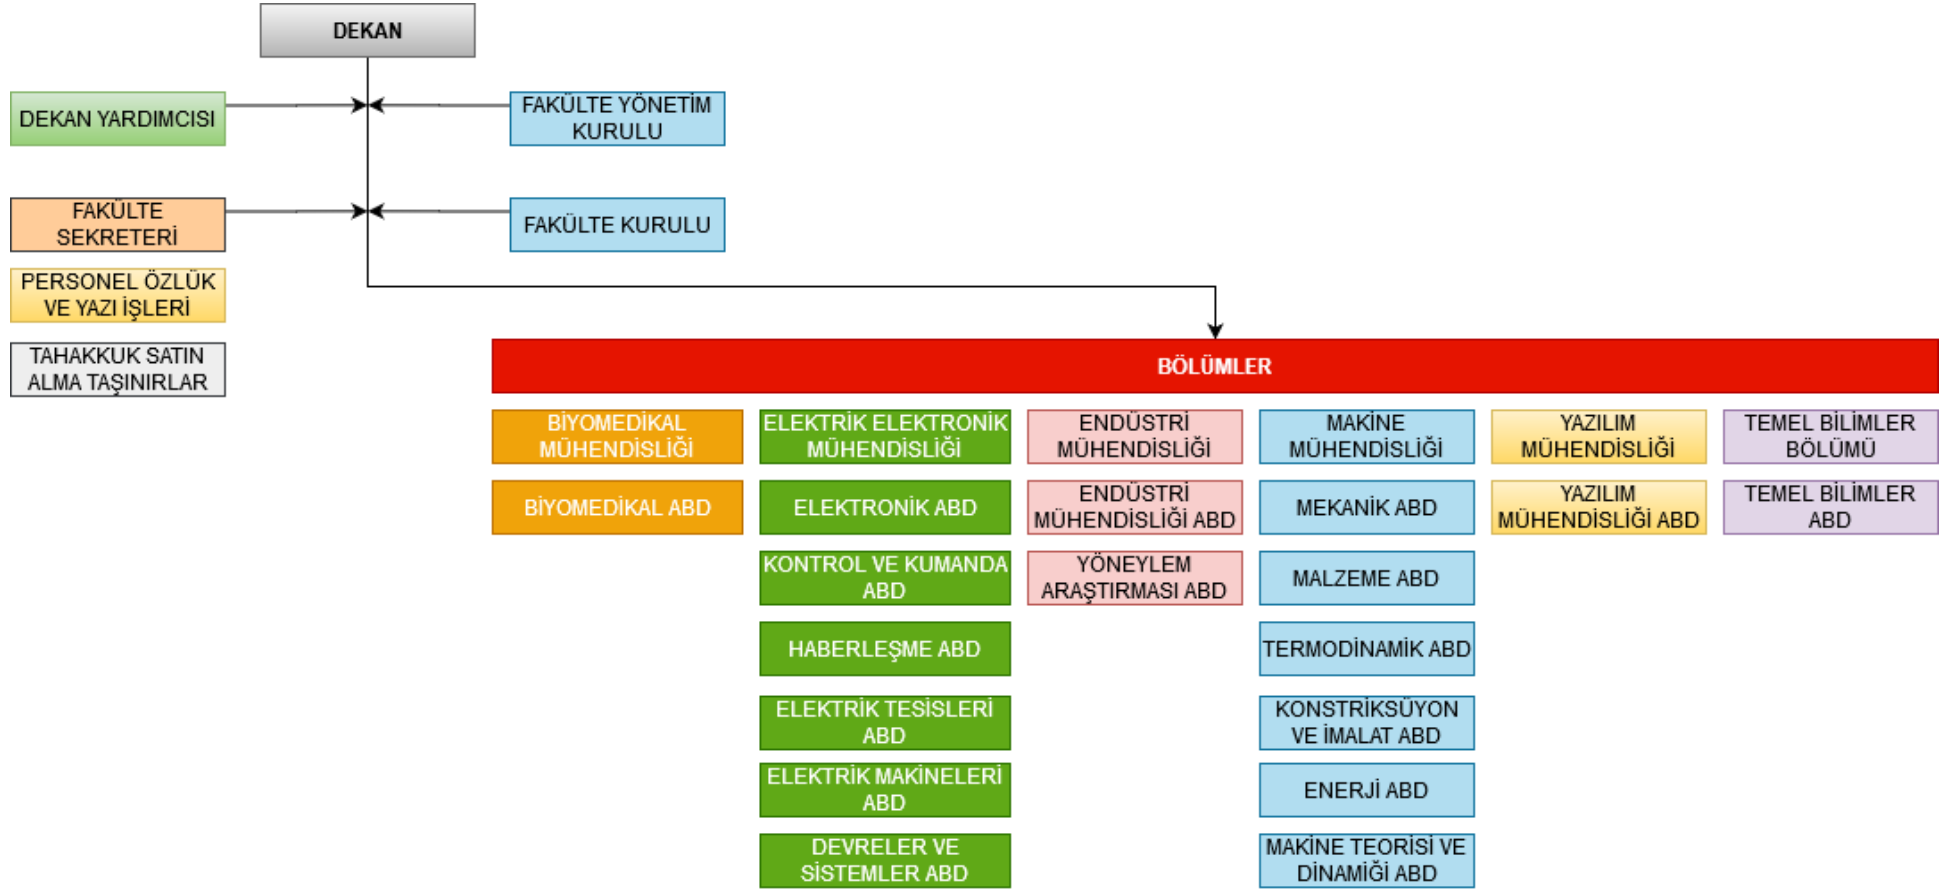 DEKAN
DEKAN YARDIMCISI
FAKÜLTE YÖNETİM
KURULU
FAKÜLTE
SEKRETERİ
FAKÜLTE KURULU
PERSONEL ÖZLÜK
VE YAZI İŞLERİ
TAHAKKUK SATIN
ALMA TAŞINIRLAR
BÖLÜMLER
BİYOMEDİKAL
MÜHENDİSLİĞİ
BİYOMEDİKAL ABD
ELEKTRİK ELEKTRONİK
MÜHENDİSLİĞİ
ELEKTRONİK ABD
KONTROL VE KUMANDA
ABD
HABERLEŞME ABD
ELEKTRİK TESİSLERİ
ABD
ELEKTRİK MAKİNELERİ
ABD
DEVRELER VE
SİSTEMLER ABD
ENDÜSTRİ
MÜHENDİSLİĞİ
ENDÜSTRİ
MÜHENDİSLİĞİ ABD
YÖNEYLEM
ARAŞTIRMASI ABD
MAKİNE
MÜHENDİSLİĞİ
MEKANİK ABD
MALZEME ABD
TERMODİNAMİK ABD
KONSTRİKSÜYON
VE İMALAT ABD
ENERJİ ABD
MAKİNE TEORİSİ VE
DİNAMİĞİ ABD
YAZILIM
MÜHENDİSLİĞİ
YAZILIM
MÜHENDİSLİĞİ ABD
TEMEL BİLİMLER
BÖLÜMÜ
TEMEL BİLİMLER
ABD